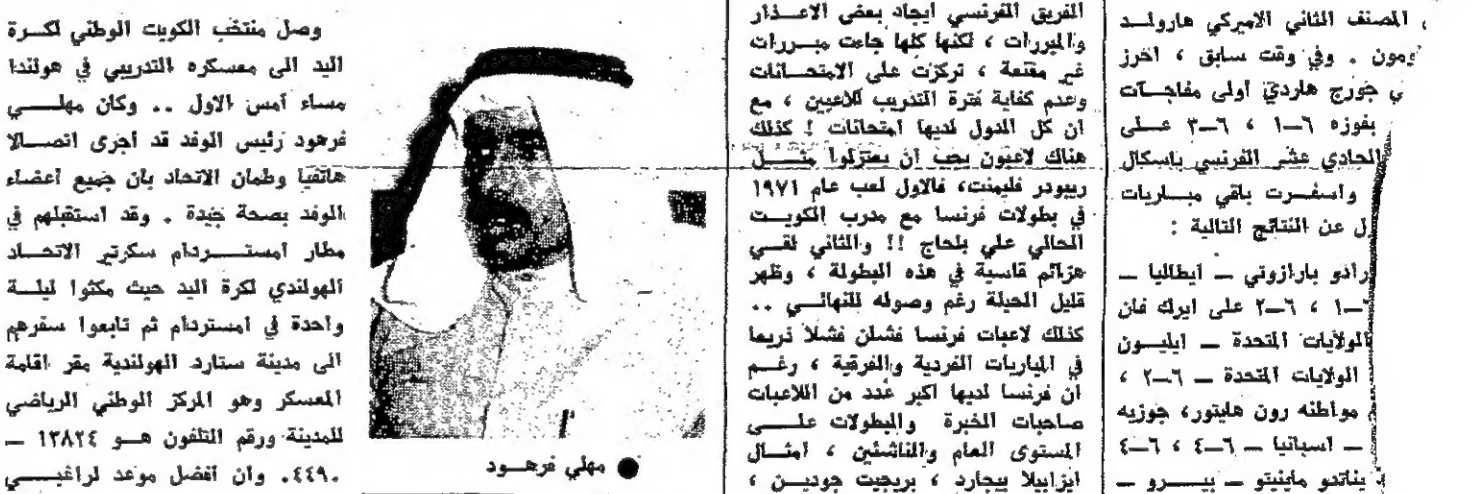 المصنف الثاني الاميركي هارولد
ومون . وفي وقت سابق ، احرز
ي جورج هاردي اولى مفاجآت
بفوزه ٦—١ ، ٦—٣ على
الحادي عشر الفرنسي باسكال
واسفرت باقي مباريات
ل عن النتائج التالية :
رادو بارازوتي — ايطاليا —
—١ ، ٦—٢ على ايرك فان
الولايات المتحدة — ايليون
الولايات المتحدة — ٦—٢ ،
مواطنه رون هايتور، جوزيه
— اسبانيا — ٦—٤ ، ٦—٤
يناندو ماينيتو — بيرو —
الفريق الفرنسي ايجاد بعض الاعذار
والمبررات ، لكنها كلها جاءت مبررات
غير مقنعة ، تركزت على الامتحانات
وعدم كفاية فترة التدريب للاعبين ، مع
ان كل الدول لديها امتحانات ! كذلك
هناك لاعبون يجب ان يعتزلوا مثل
ريبودر فليمنت، فالاول لعب عام ١٩٧١
في بطولات فرنسا مع مدرب الكويت
الحالي علي بلحاج !! والثاني لقي
هزائم قاسية في هذه البطولة ، وظهر
قليل الحيلة رغم وصوله للنهائي ..
كذلك لاعبات فرنسا فشلن فشلا ذريعا
في المباريات الفردية والفرقية ، رغم
ان فرنسا لديها اكبر عدد من اللاعبات
صاحبات الخبرة والبطولات على
المستوى العام والناشئين ، امثال
ايزابيلا بيجارد ، بريجيت جودين ،
● مهلي فرهود
وصل منتخب الكويت الوطني لكرة
اليد الى معسكره التدريبي في هولندا
مساء أمس الاول .. وكان مهلي
فرهود رئيس الوفد قد اجرى اتصالا
هاتفيا وطمان الاتحاد بان جميع اعضاء
الوفد بصحة جيدة . وقد استقبلهم في
مطار امستردام سكرتير الاتحاد
الهولندي لكرة اليد حيث مكثوا ليلة
واحدة في امستردام ثم تابعوا سفرهم
الى مدينة ستارد الهولندية مقر اقامة
المعسكر وهو المركز الوطني الرياضي
للمدينة ورقم التلفون هو ١٣٨٢٤ —
٤٤٩٠. وان افضل موعد لراغبي